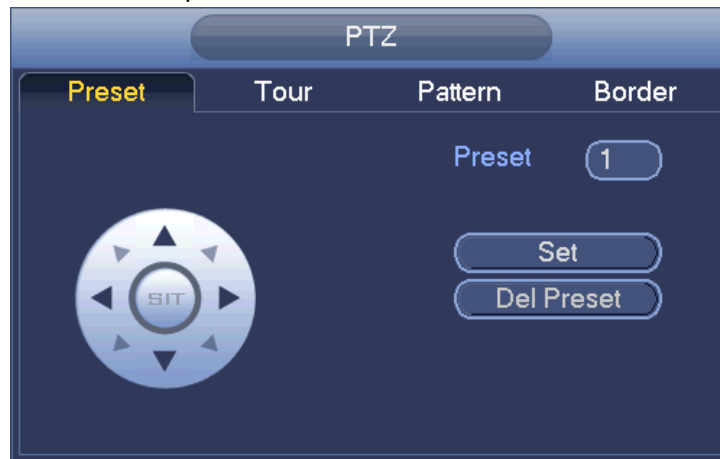 PTZ
Preset Tour Pattern Border
Preset 1
Set
SIT
Del Preset